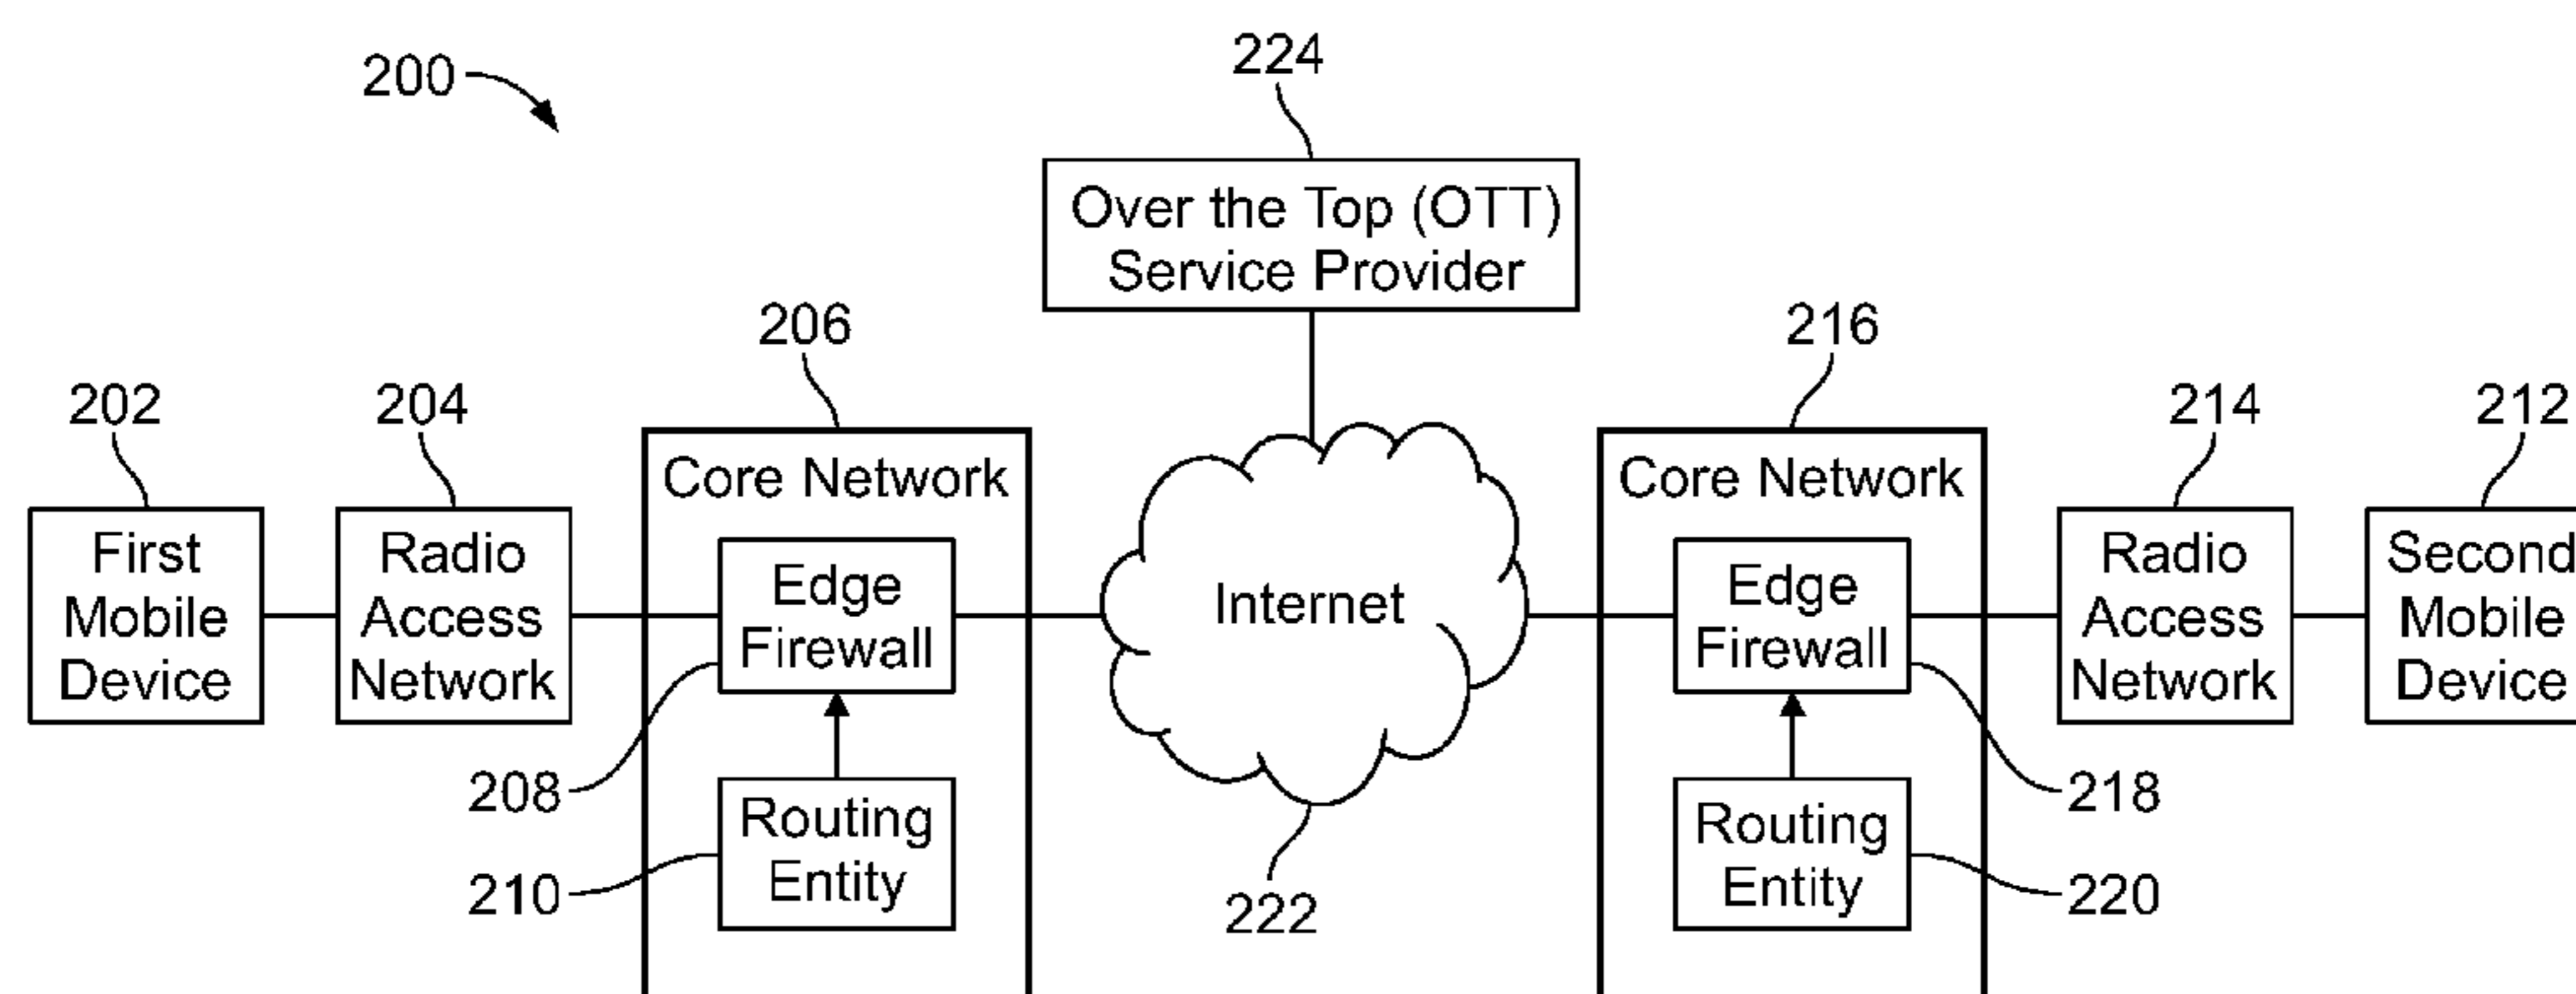 200
224
Over the Top (OTT)
Service Provider
206
216
202
204
214
212
Core Network
Core Network
First
Mobile
Device
Radio
Access
Network
Edge
Firewall
Internet
Edge
Firewall
Radio
Access
Network
Second
Mobile
Device
208
218
Routing
Entity
Routing
Entity
210
222
220